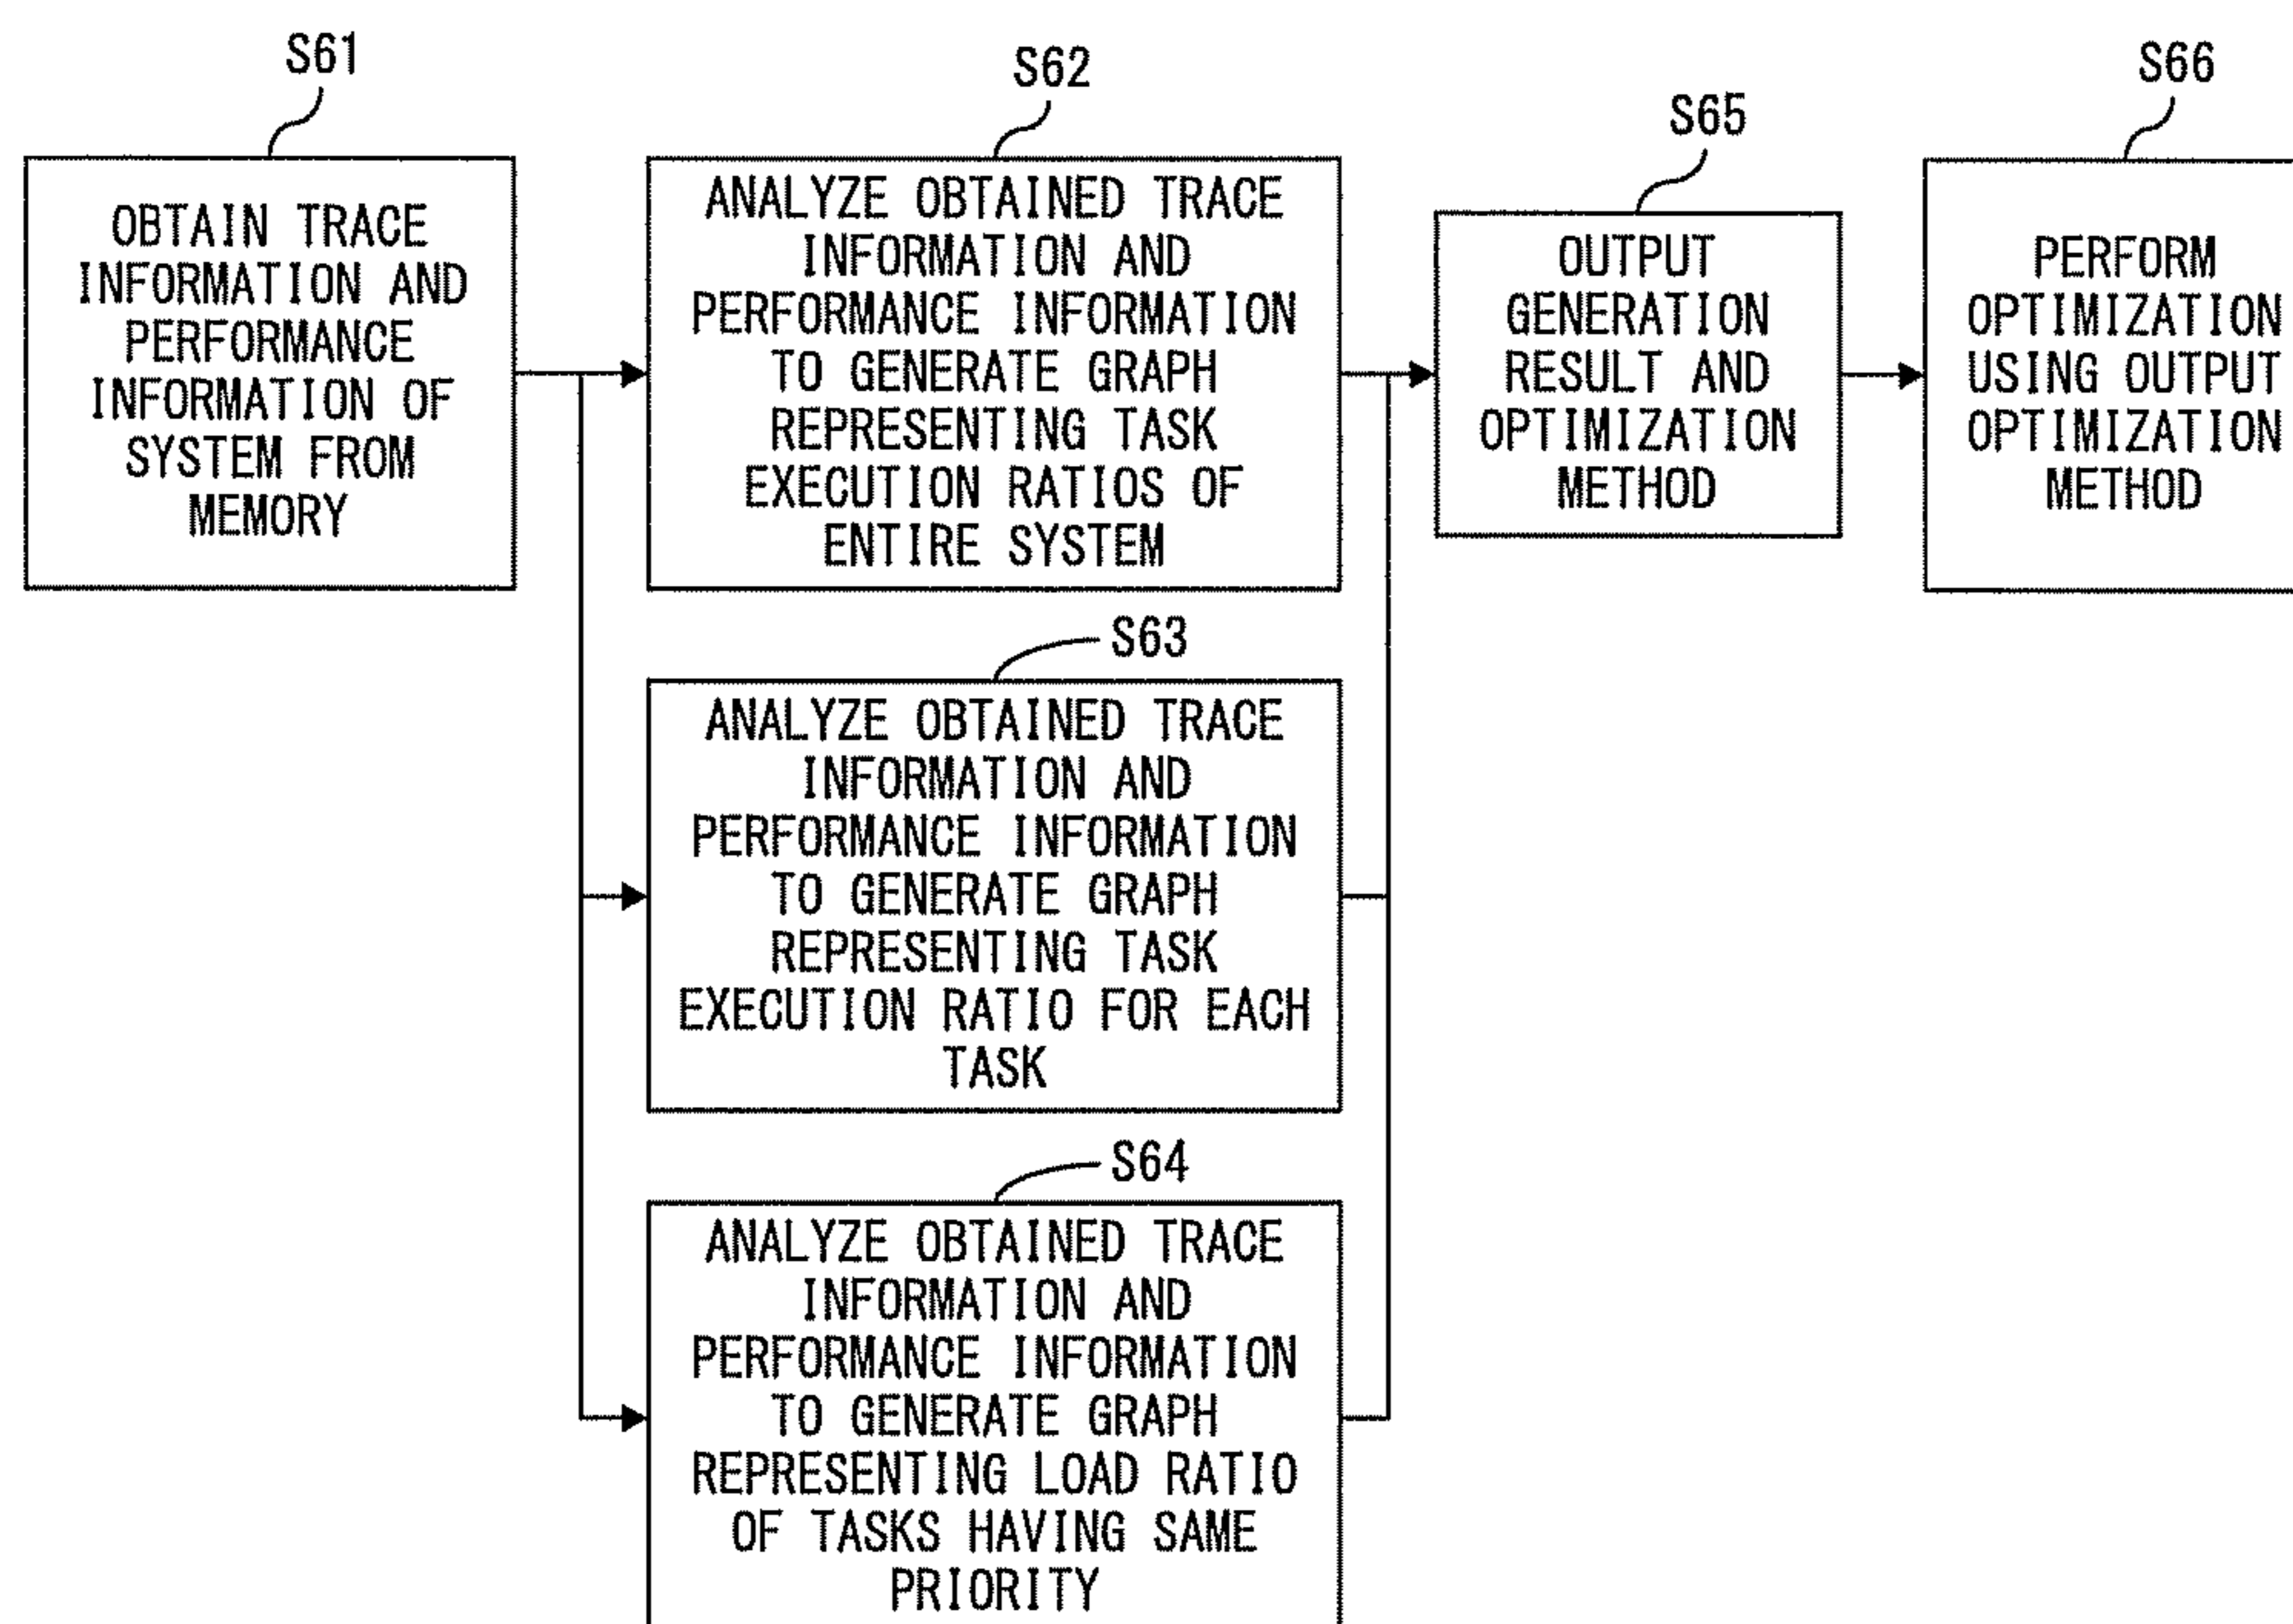 S61
OBTAIN TRACE
INFORMATION AND
PERFORMANCE
INFORMATION OF
SYSTEM FROM
MEMORY
S62
ANALYZE OBTAINED TRACE
INFORMATION AND
PERFORMANCE INFORMATION
TO GENERATE GRAPH
REPRESENTING TASK
EXECUTION RATIOS OF
ENTIRE SYSTEM
S63
ANALYZE OBTAINED TRACE
INFORMATION AND
PERFORMANCE INFORMATION
TO GENERATE GRAPH
REPRESENTING TASK
EXECUTION RATIO FOR EACH
TASK
S64
ANALYZE OBTAINED TRACE
INFORMATION AND
PERFORMANCE INFORMATION
TO GENERATE GRAPH
REPRESENTING LOAD RATIO
OF TASKS HAVING SAME
PRIORITY
S65
OUTPUT
GENERATION
RESULT AND
OPTIMIZATION
METHOD
S66
PERFORM
OPTIMIZATION
USING OUTPUT
OPTIMIZATION
METHOD